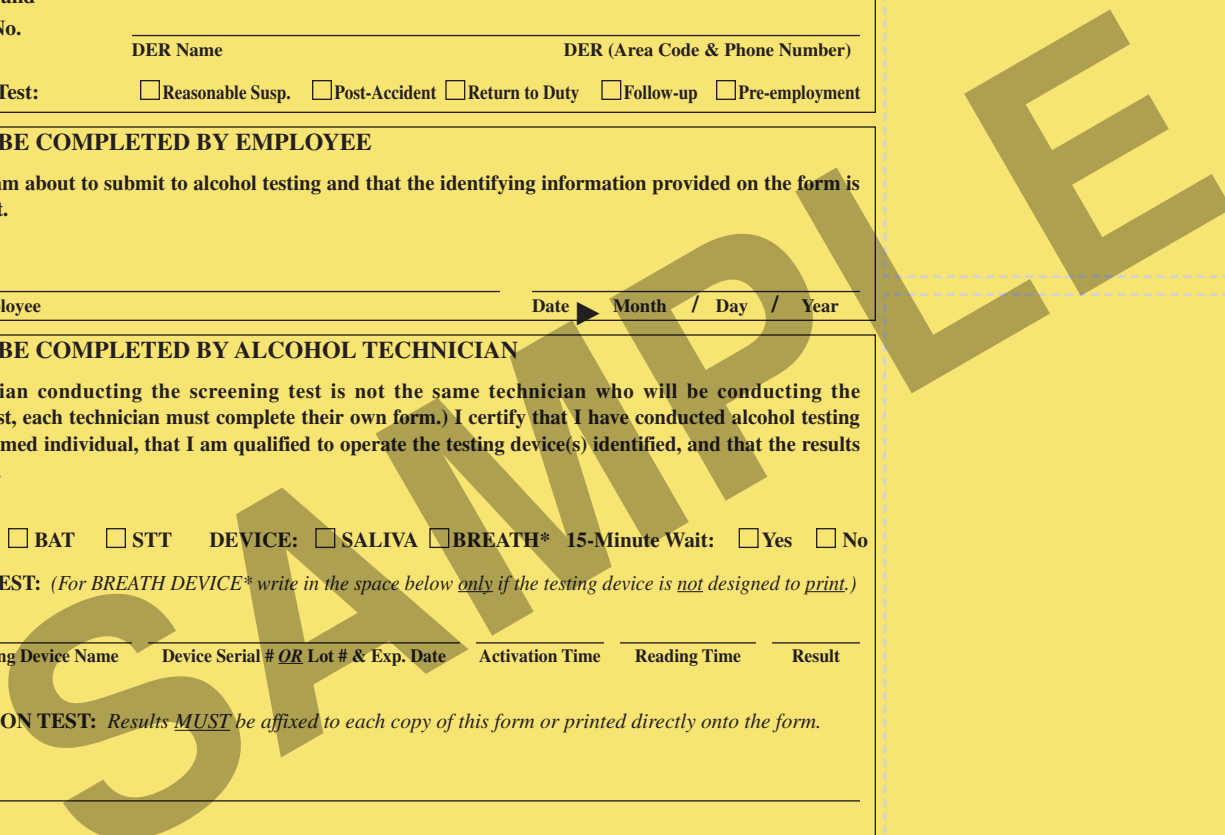 No.
DER Name DER (Area Code & Phone Number)
Test: Reasonable Susp. Post-Accident Return to Duty Follow-up Pre-employment
BE COMPLETED BY EMPLOYEE
am about to submit to alcohol testing and that the identifying information provided on the form is
t.
loyee Date Month / Day / Year
BE COMPLETED BY ALCOHOL TECHNICIAN
ian conducting the screening test is not the same technician who will be conducting the
st, each technician must complete their own form.) I certify that I have conducted alcohol testing
med individual, that I am qualified to operate the testing device(s) identified, and that the results
BAT STT DEVICE: SALIVA BREATH* 15-Minute Wait: Yes No
EST: (For BREATH DEVICE* write in the space below only if the testing device is not designed to print.)
ng Device Name Device Serial # OR Lot # & Exp. Date Activation Time Reading Time Result
ON TEST: Results MUST be affixed to each copy of this form or printed directly onto the form.
SAMPLE